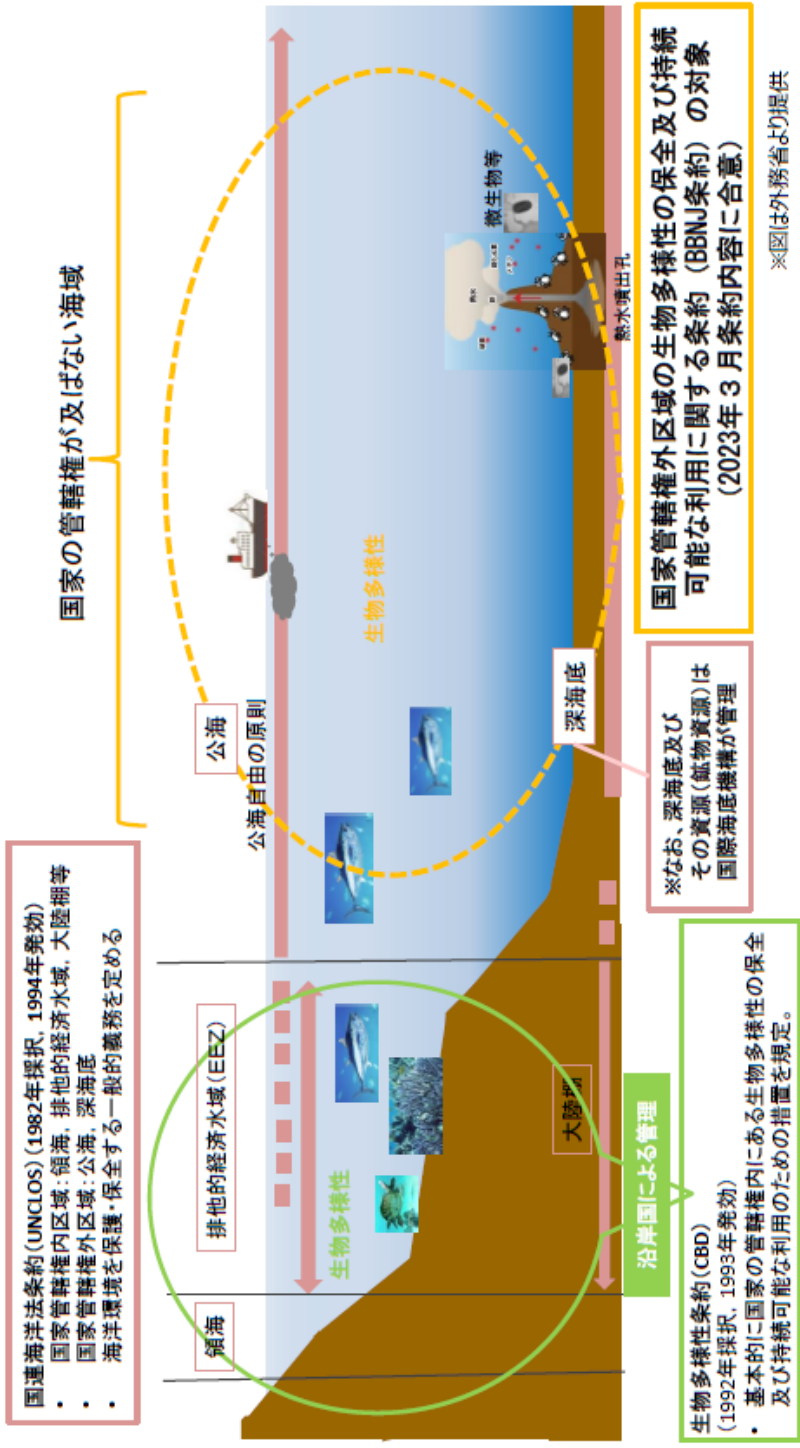 国連海洋法条約(UNCLOS)(1982年採択，1994年発効)
・ 国家管轄権内区域：領海，排他的経済水域，大陸棚等
・ 国家管轄権外区域：公海，深海底
・ 海洋環境を保護・保全する一般的義務を定める
国家の管轄権が及ばない海域
領海
排他的経済水域(EEZ)
公海
公海自由の原則
生物多様性
生物多様性
微生物等
熱水
熱水噴出孔
大陸棚
深海底
沿岸国による管理
生物多様性条約(CBD)
(1992年採択，1993年発効)
・ 基本的に国家の管轄権内にある生物多様性の保全
及び持続可能な利用のための措置を規定。
※なお、深海底及び
その資源(鉱物資源)は
国際海底機構が管理
国家管轄権外区域の生物多様性の保全及び持続
可能な利用に関する条約（BBNJ条約）の対象
（2023年３月条約内容に合意）
※図は外務省より提供